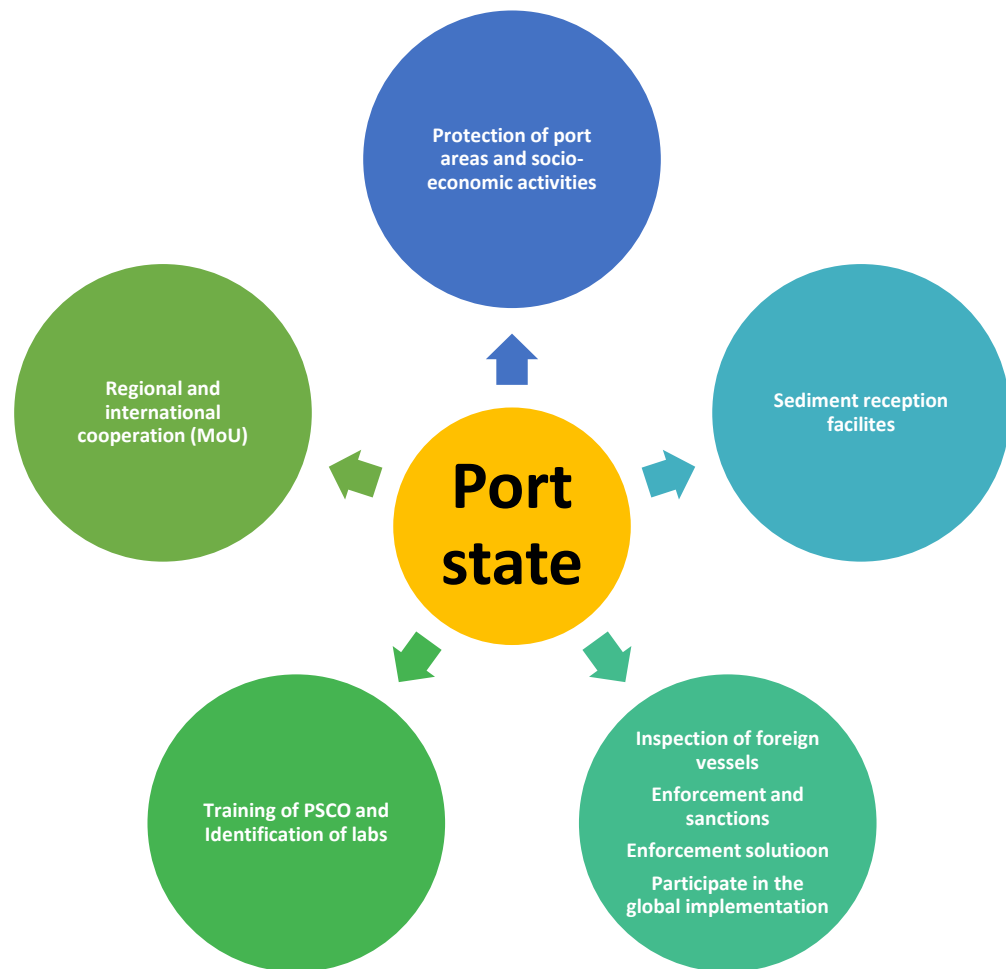 Protection of port
areas and socio-
economic activities
Regional and
international
cooperation (MoU)
Sediment reception
facilites
Port
state
Training of PSCO and
Identification of labs
Inspection of foreign
vessels
Enforcement and
sanctions
Enforcement solutioon
Participate in the
global implementation